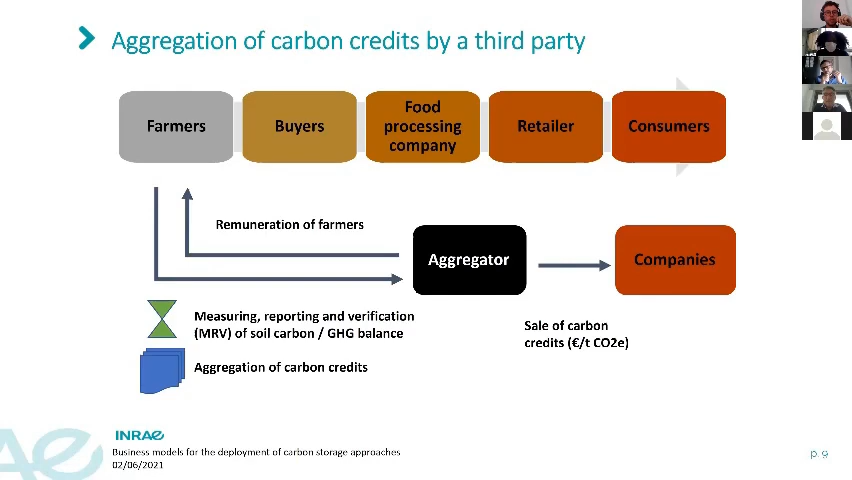 Aggregation of carbon credits by a third party
Farmers
Buyers
Food
processing
company
Retailer
Consumers
Remuneration of farmers
Aggregator
Companies
Measuring, reporting and verification
(MRV) of soil carbon / GHG balance
Sale of carbon
credits (€/t CO2e)
Aggregation of carbon credits
INRAE
Business models for the deployment of carbon storage approaches
02/06/2021
p. 9